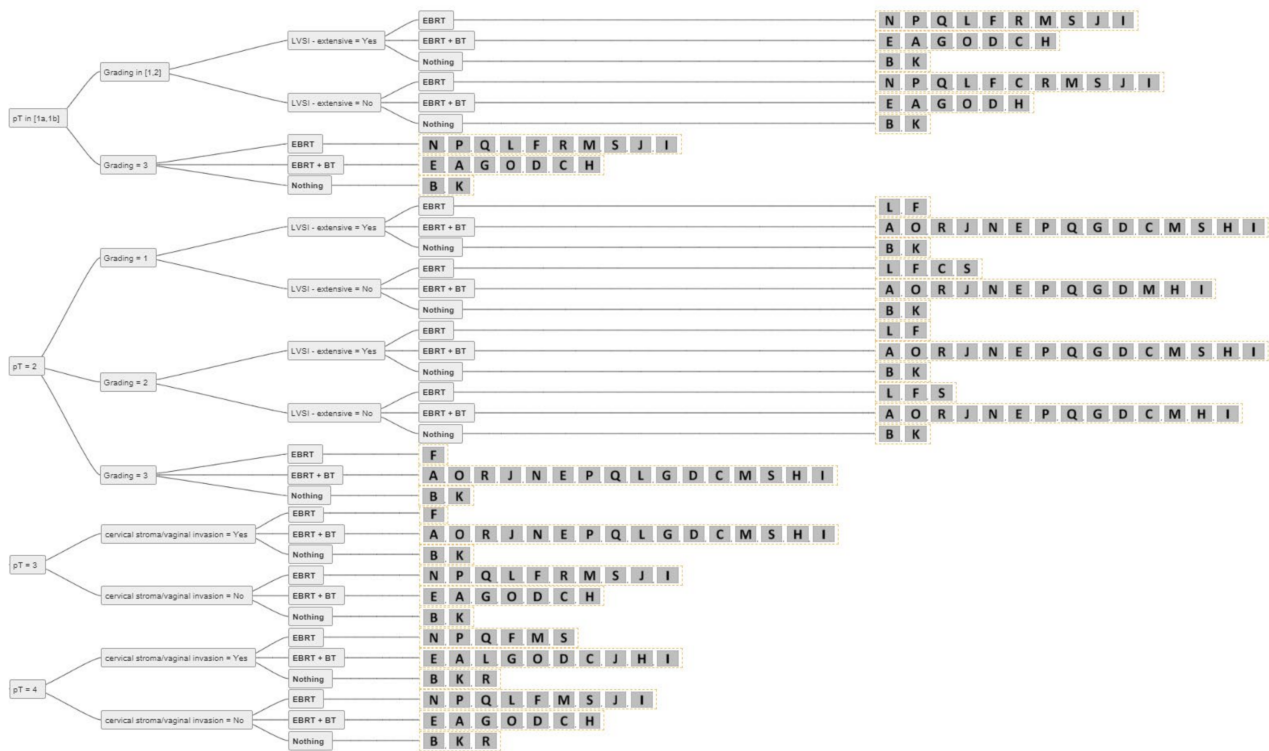 EBRT N P Q L F R M S J I
LVSI - extensive = Yes EBRT + BT E A G O D C H
Nothing B K
Grading in [1,2]
EBRT N P Q L F C R M S J I
LVSI - extensive = No EBRT + BT E A G O D H
Nothing B K
pT in [1a,1b]
EBRT N P Q L F R M S J I
Grading = 3 EBRT + BT E A G O D C H
Nothing B K
EBRT L F
LVSI - extensive = Yes EBRT + BT A O R J N E P Q G D C M S H I
Nothing B K
Grading = 1
EBRT L F C S
LVSI - extensive = No EBRT + BT A O R J N E P Q G D M H I
Nothing B K
EBRT L F
LVSI - extensive = Yes EBRT + BT A O R J N E P Q G D C M S H I
pT = 2
Nothing B K
Grading = 2
EBRT L F S
LVSI - extensive = No EBRT + BT A O R J N E P Q G D C M H I
Nothing B K
EBRT F
Grading = 3 EBRT + BT A O R J N E P Q L G D C M S H I
Nothing B K
EBRT F
cervical stroma/vaginal invasion = Yes EBRT + BT A O R J N E P Q L G D C M S H I
Nothing B K
pT = 3
EBRT N P Q L F R M S J I
cervical stroma/vaginal invasion = No EBRT + BT E A G O D C H
Nothing B K
EBRT N P Q F M S
cervical stroma/vaginal invasion = Yes EBRT + BT E A L G O D C J H I
Nothing B K R
pT = 4
EBRT N P Q L F M S J I
cervical stroma/vaginal invasion = No EBRT + BT E A G O D C H
Nothing B K R